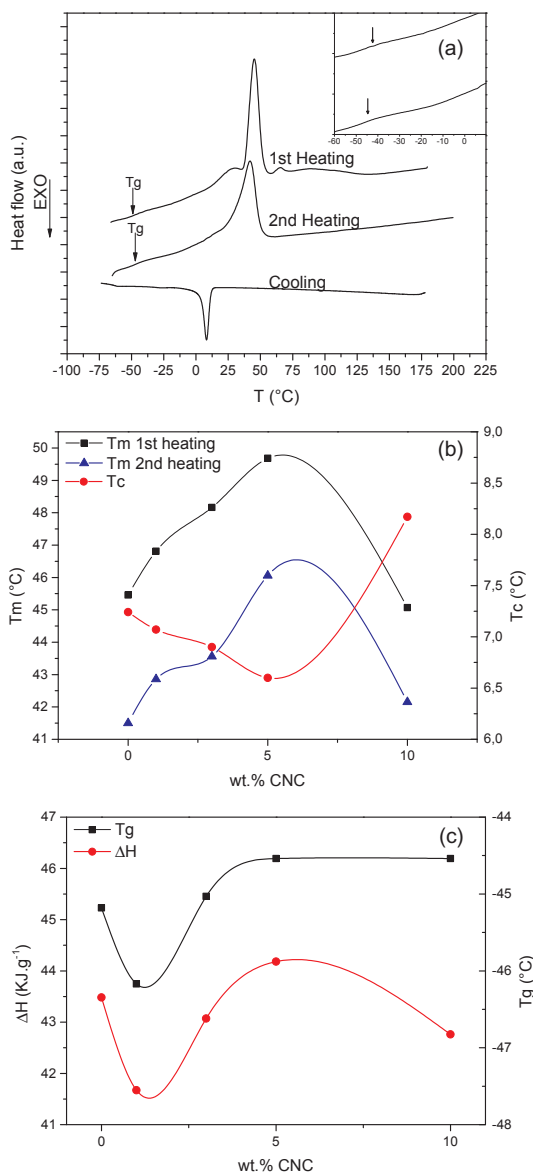 (a)
-60 -50 -40 -30 -20 -10 0
Heat flow (a.u.)
EXO
Tg
1st Heating
Tg
2nd Heating
Cooling
-100 -75 -50 -25 0 25 50 75 100 125 150 175 200 225
T (°C)
(b)
Tm 1st heating
Tm 2nd heating
Tc
50
49
48
47
46
45
44
43
42
41
Tm (°C)
9,0
8,5
8,0
7,5
7,0
6,5
6,0
Tc (°C)
0 5 10
wt.% CNC
(c)
Tg
ΔH
47
46
45
44
43
42
41
ΔH (KJ.g⁻¹)
-44
-45
-46
-47
-48
Tg (°C)
0 5 10
wt.% CNC